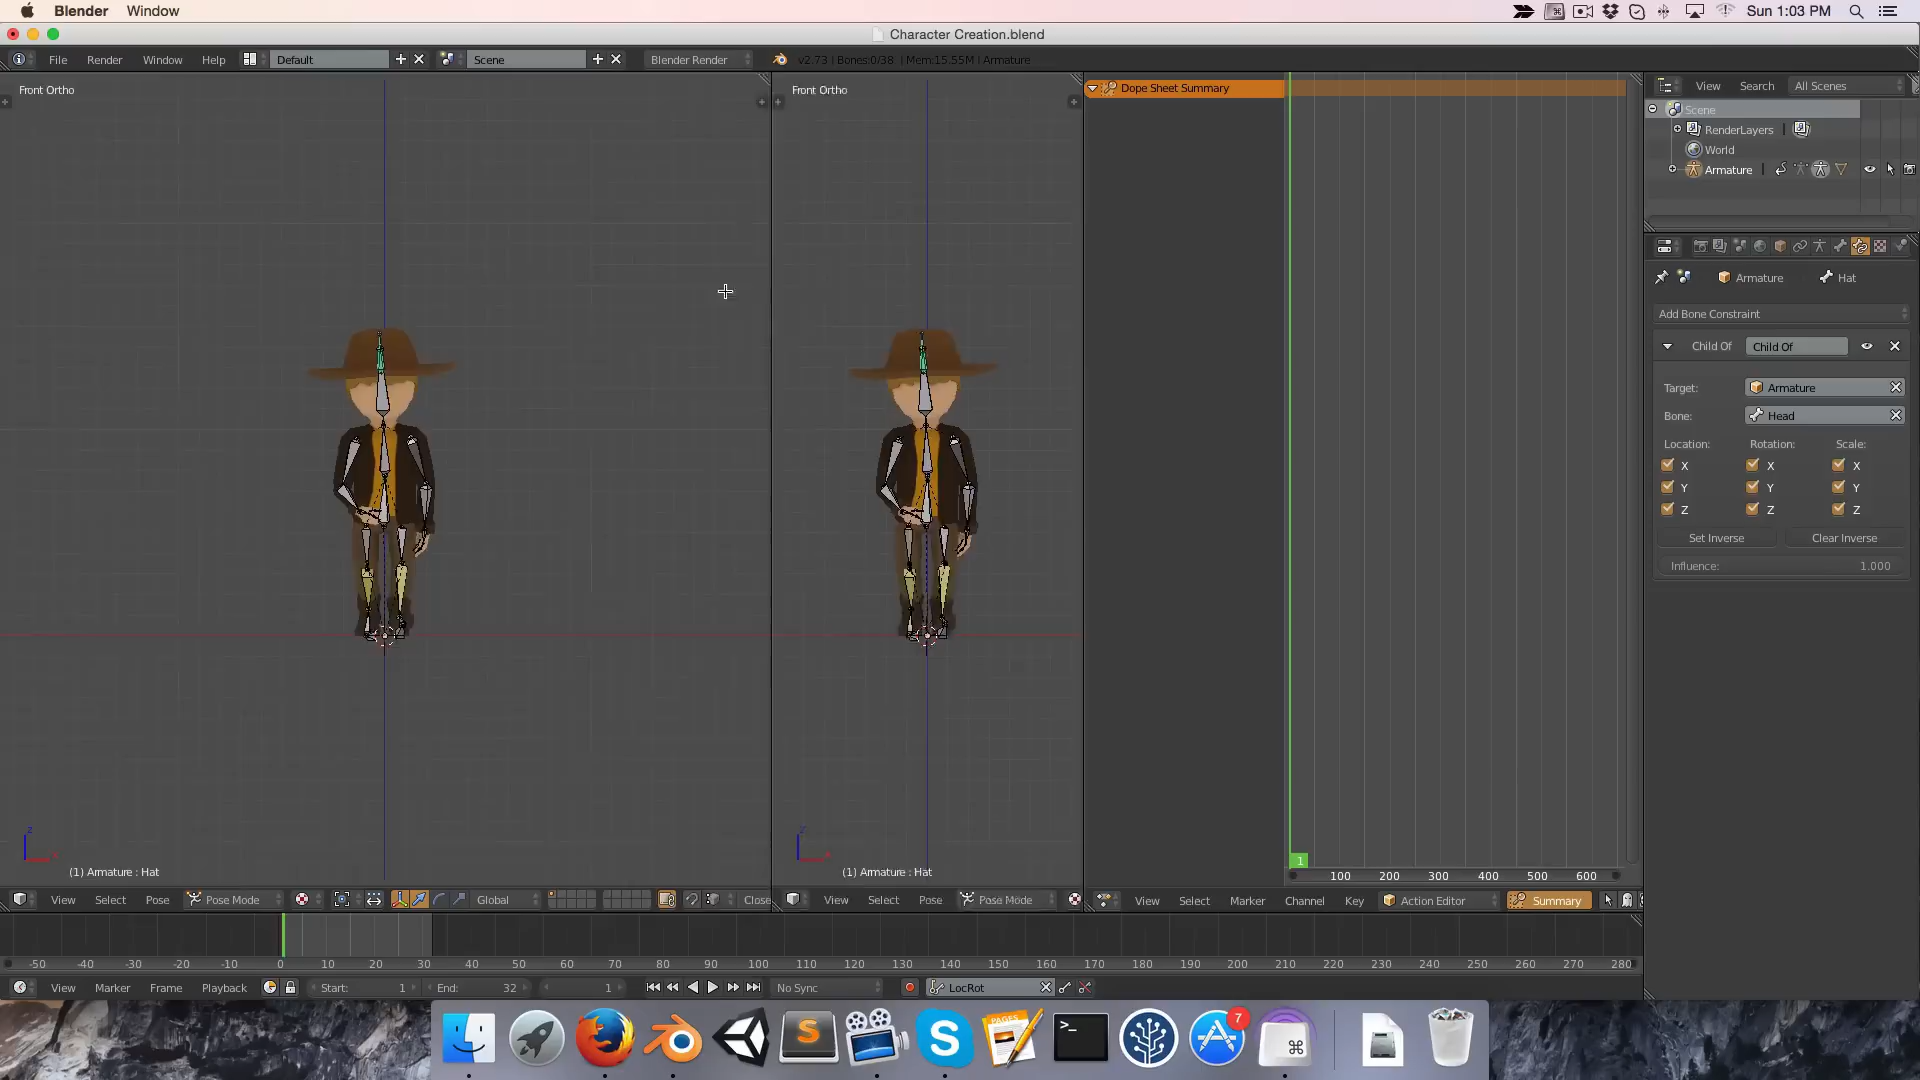 Blender Window Sun 1:03 PM
Character Creation.blend
File Render Window Help Default Scene Blender Render v2.73 | Bones:0/38 | Mem:15.55M | Armature
Front Ortho
Front Ortho
Dope Sheet Summary
View Search All Scenes
Scene
RenderLayers
World
Armature
Armature Hat
Add Bone Constraint
Child Of Child Of
Target: Armature
Bone: Head
Location: Rotation: Scale:
X X X
Y Y Y
Z Z Z
Set Inverse Clear Inverse
Influence: 1.000
(1) Armature : Hat
(1) Armature : Hat
1
100 200 300 400 500 600
View Select Pose Pose Mode Global Close
View Select Pose Pose Mode
View Select Marker Channel Key Action Editor Summary
-50 -40 -30 -20 -10 0 10 20 30 40 50 60 70 80 90 100 110 120 130 140 150 160 170 180 190 200 210 220 230 240 250 260 270 280
View Marker Frame Playback Start: 1 End: 32 1 No Sync LocRot
PAGES
7